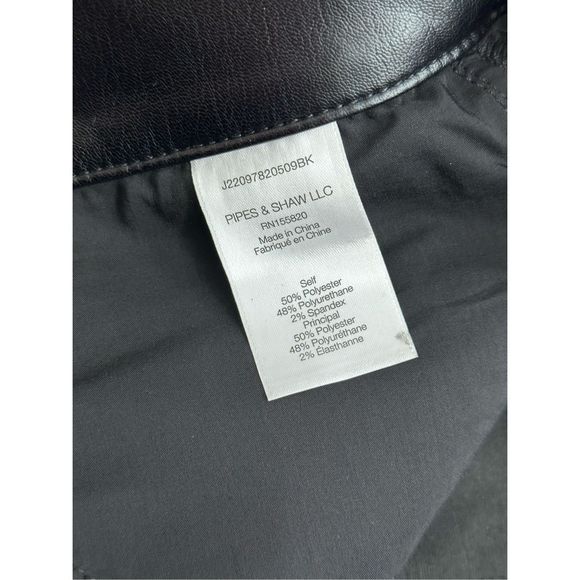 J22097820509BK
PIPES & SHAW LLC
RN155820
Made in China
Fabriqué en Chine
Self
50% Polyester
48% Polyurethane
2% Spandex
Principal
50% Polyester
48% Polyuréthane
2% Élasthanne